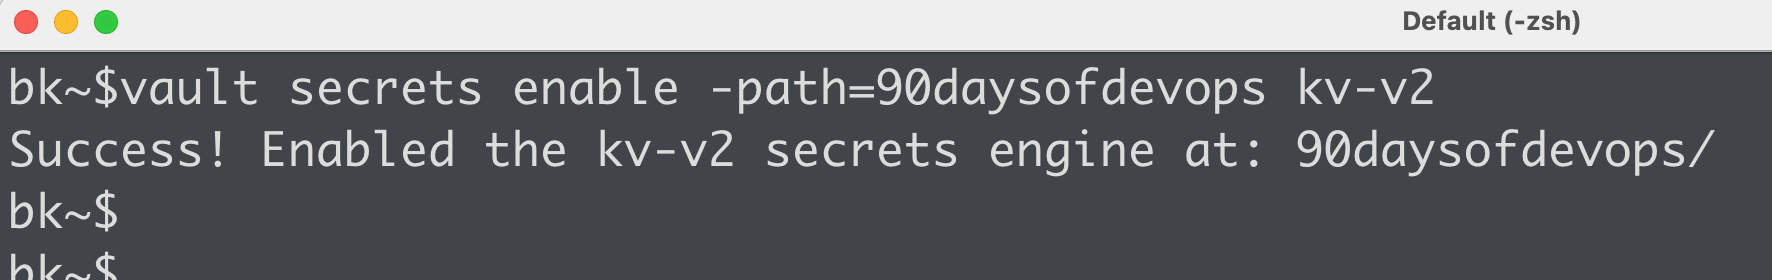 Default (-zsh)
bk~$vault secrets enable -path=90daysofdevops kv-v2
Success! Enabled the kv-v2 secrets engine at: 90daysofdevops/
bk~$
bk~$